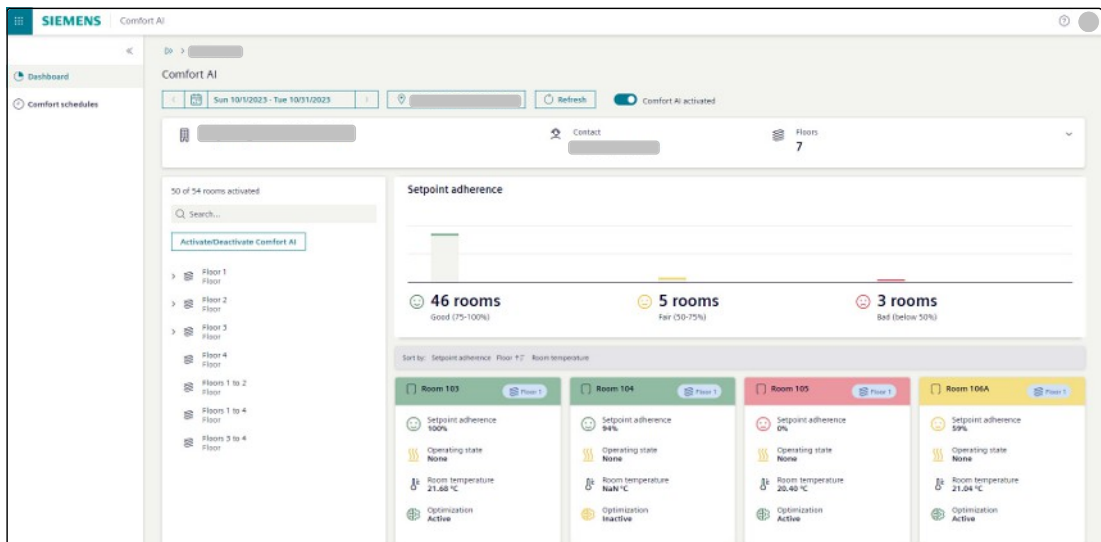 SIEMENS Comfort AI
Dashboard
Comfort schedules
Comfort AI
Sun 10/1/2023 - Tue 10/31/2023
Refresh
Comfort AI activated
Contact
Floors
7
50 of 54 rooms activated
Search...
Activate/Deactivate Comfort AI
Floor 1
Floor
Floor 2
Floor
Floor 3
Floor
Floor 4
Floor
Floors 1 to 2
Floor
Floors 1 to 4
Floor
Floors 3 to 4
Floor
Setpoint adherence
46 rooms
Good (75-100%)
5 rooms
Fair (50-75%)
3 rooms
Bad (below 50%)
Sort by: Setpoint adherence Floor Room temperature
Room 103 Floor 1
Setpoint adherence
100%
Operating state
None
Room temperature
21.68 °C
Optimization
Active
Room 104 Floor 1
Setpoint adherence
94%
Operating state
None
Room temperature
NaN °C
Optimization
Inactive
Room 105 Floor 1
Setpoint adherence
0%
Operating state
None
Room temperature
20.40 °C
Optimization
Active
Room 106A Floor 1
Setpoint adherence
59%
Operating state
None
Room temperature
21.04 °C
Optimization
Active